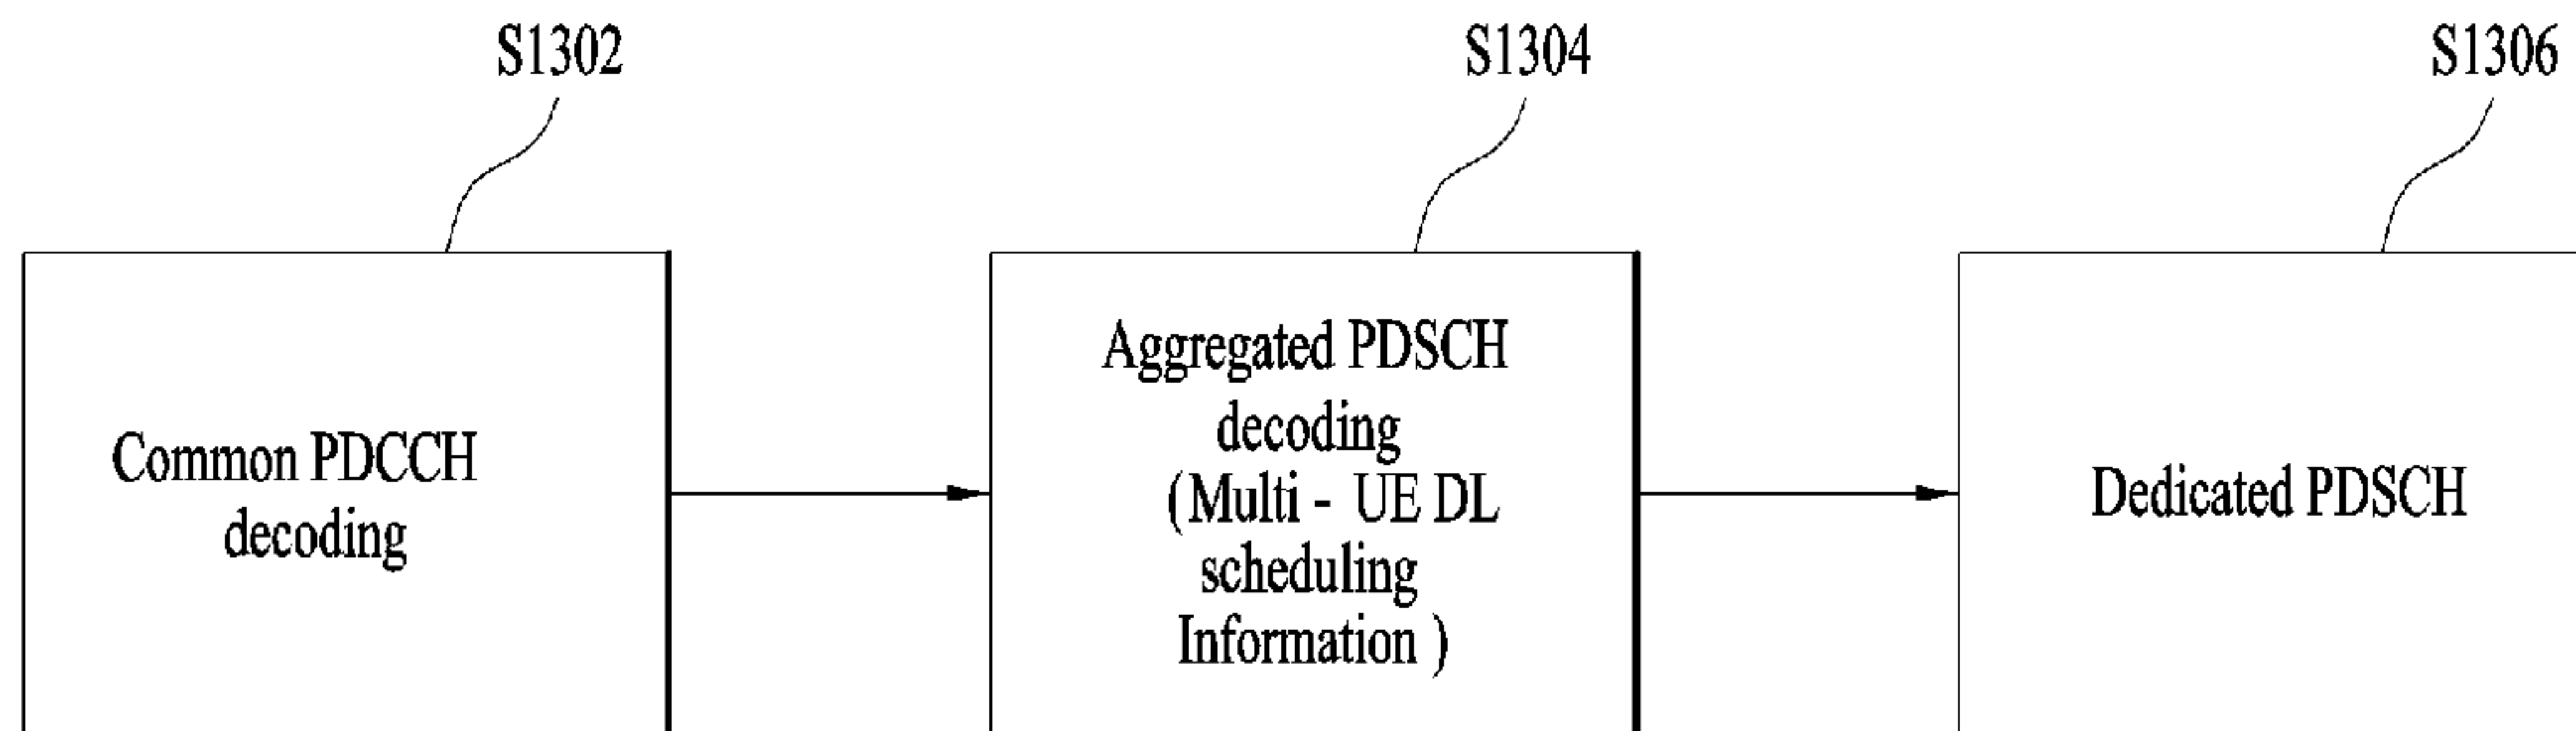 S1302
S1304
S1306
Common PDCCH
decoding
Aggregated PDSCH
decoding
(Multi - UE DL
scheduling
Information )
Dedicated PDSCH